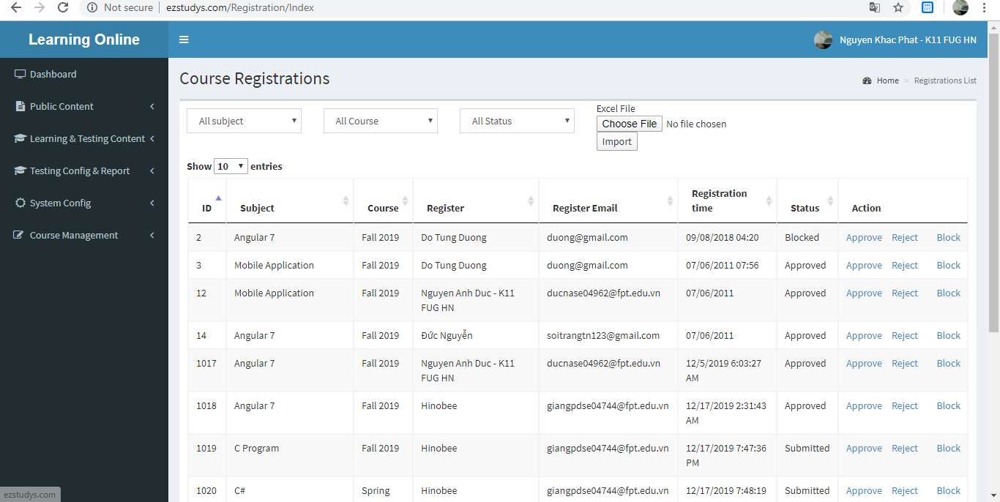 Not secure | ezstudys.com/Registration/Index
Learning Online
Nguyen Khac Phat - K11 FUG HN
Dashboard
Public Content
Learning & Testing Content
Testing Config & Report
System Config
Course Management
Course Registrations
Home > Registrations List
All subject
All Course
All Status
Excel File
Choose File No file chosen
Import
Show 10 entries
ID Subject Course Register Register Email Registration time Status Action
2 Angular 7 Fall 2019 Do Tung Duong duong@gmail.com 09/08/2018 04:20 Blocked Approve Reject Block
3 Mobile Application Fall 2019 Do Tung Duong duong@gmail.com 07/06/2011 07:56 Approved Approve Reject Block
12 Mobile Application Fall 2019 Nguyen Anh Duc - K11 FUG HN ducnase04962@fpt.edu.vn 07/06/2011 Approved Approve Reject Block
14 Angular 7 Fall 2019 Đức Nguyễn soitrangtn123@gmail.com 07/06/2011 Approved Approve Reject Block
1017 Angular 7 Fall 2019 Nguyen Anh Duc - K11 FUG HN ducnase04962@fpt.edu.vn 12/5/2019 6:03:27 AM Approved Approve Reject Block
1018 Angular 7 Fall 2019 Hinobee giangpdse04744@fpt.edu.vn 12/17/2019 2:31:43 AM Approved Approve Reject Block
1019 C Program Fall 2019 Hinobee giangpdse04744@fpt.edu.vn 12/17/2019 7:47:36 PM Submitted Approve Reject Block
1020 C# Spring Hinobee giangpdse04744@fpt.edu.vn 12/17/2019 7:48:19 Submitted Approve Reject Block
ezstudys.com